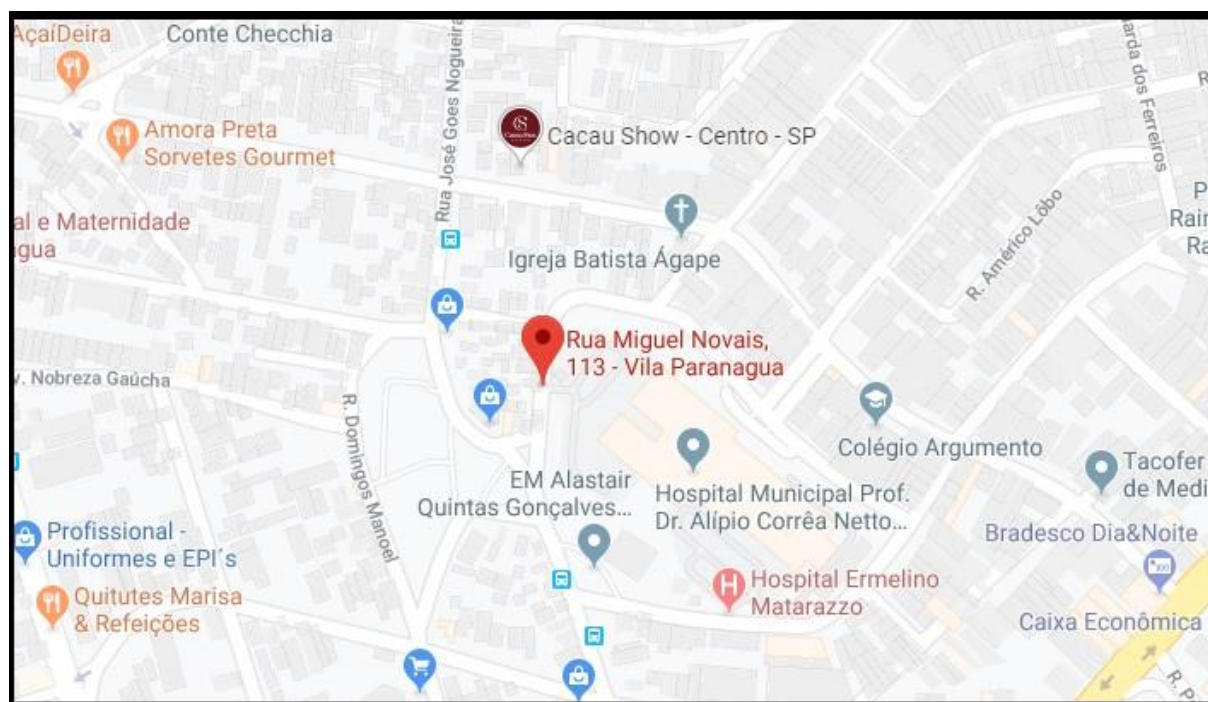 AçaíDeira
Conte Checchia
Rua José Goes Nogueira
arda dos Ferreiros
Amora Preta
Sorvetes Gourmet
Cacau Show - Centro - SP
al e Maternidade
agua
Igreja Batista Ágape
R. Américo Lôbo
Rua Miguel Novais,
113 - Vila Paranagua
v. Nobreza Gaúcha
R. Domingos Manoel
Colégio Argumento
EM Alastair
Quintas Gonçalves...
Hospital Municipal Prof.
Dr. Alípio Corrêa Netto...
Tacofer
de Medi
Profissional -
Uniformes e EPI´s
Bradesco Dia&Noite
Quitutes Marisa
& Refeições
Hospital Ermelino
Matarazzo
Caixa Econômica